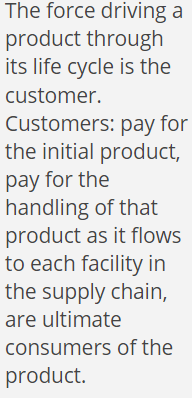 The force driving a
product through
its life cycle is the
customer.
Customers: pay for
the initial product,
pay for the
handling of that
product as it flows
to each facility in
the supply chain,
are ultimate
consumers of the
product.